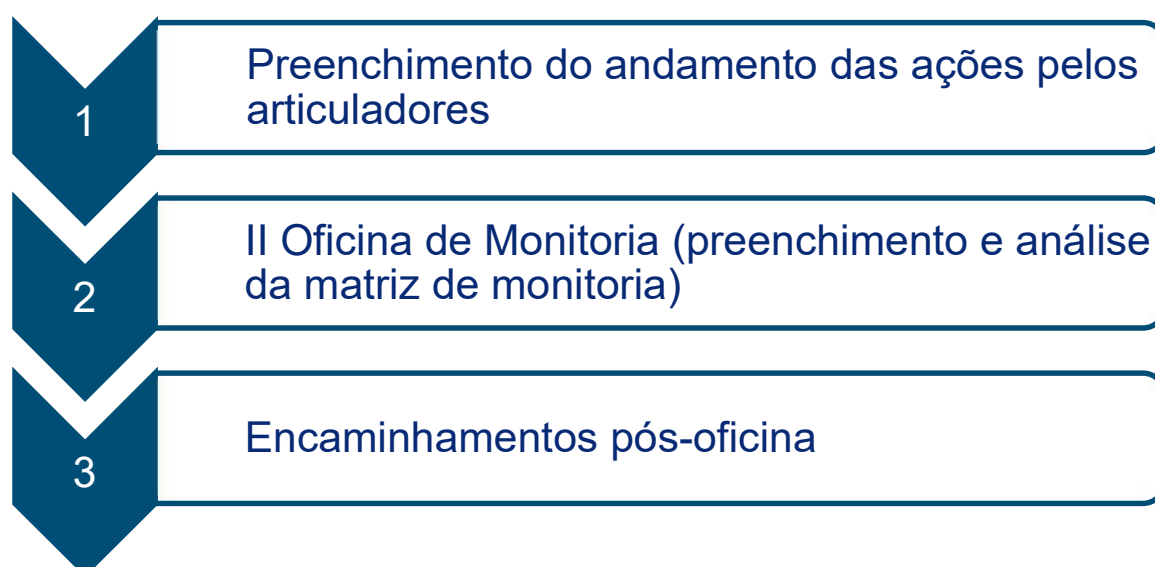 1
Preenchimento do andamento das ações pelos
articuladores
2
II Oficina de Monitoria (preenchimento e análise
da matriz de monitoria)
3
Encaminhamentos pós-oficina